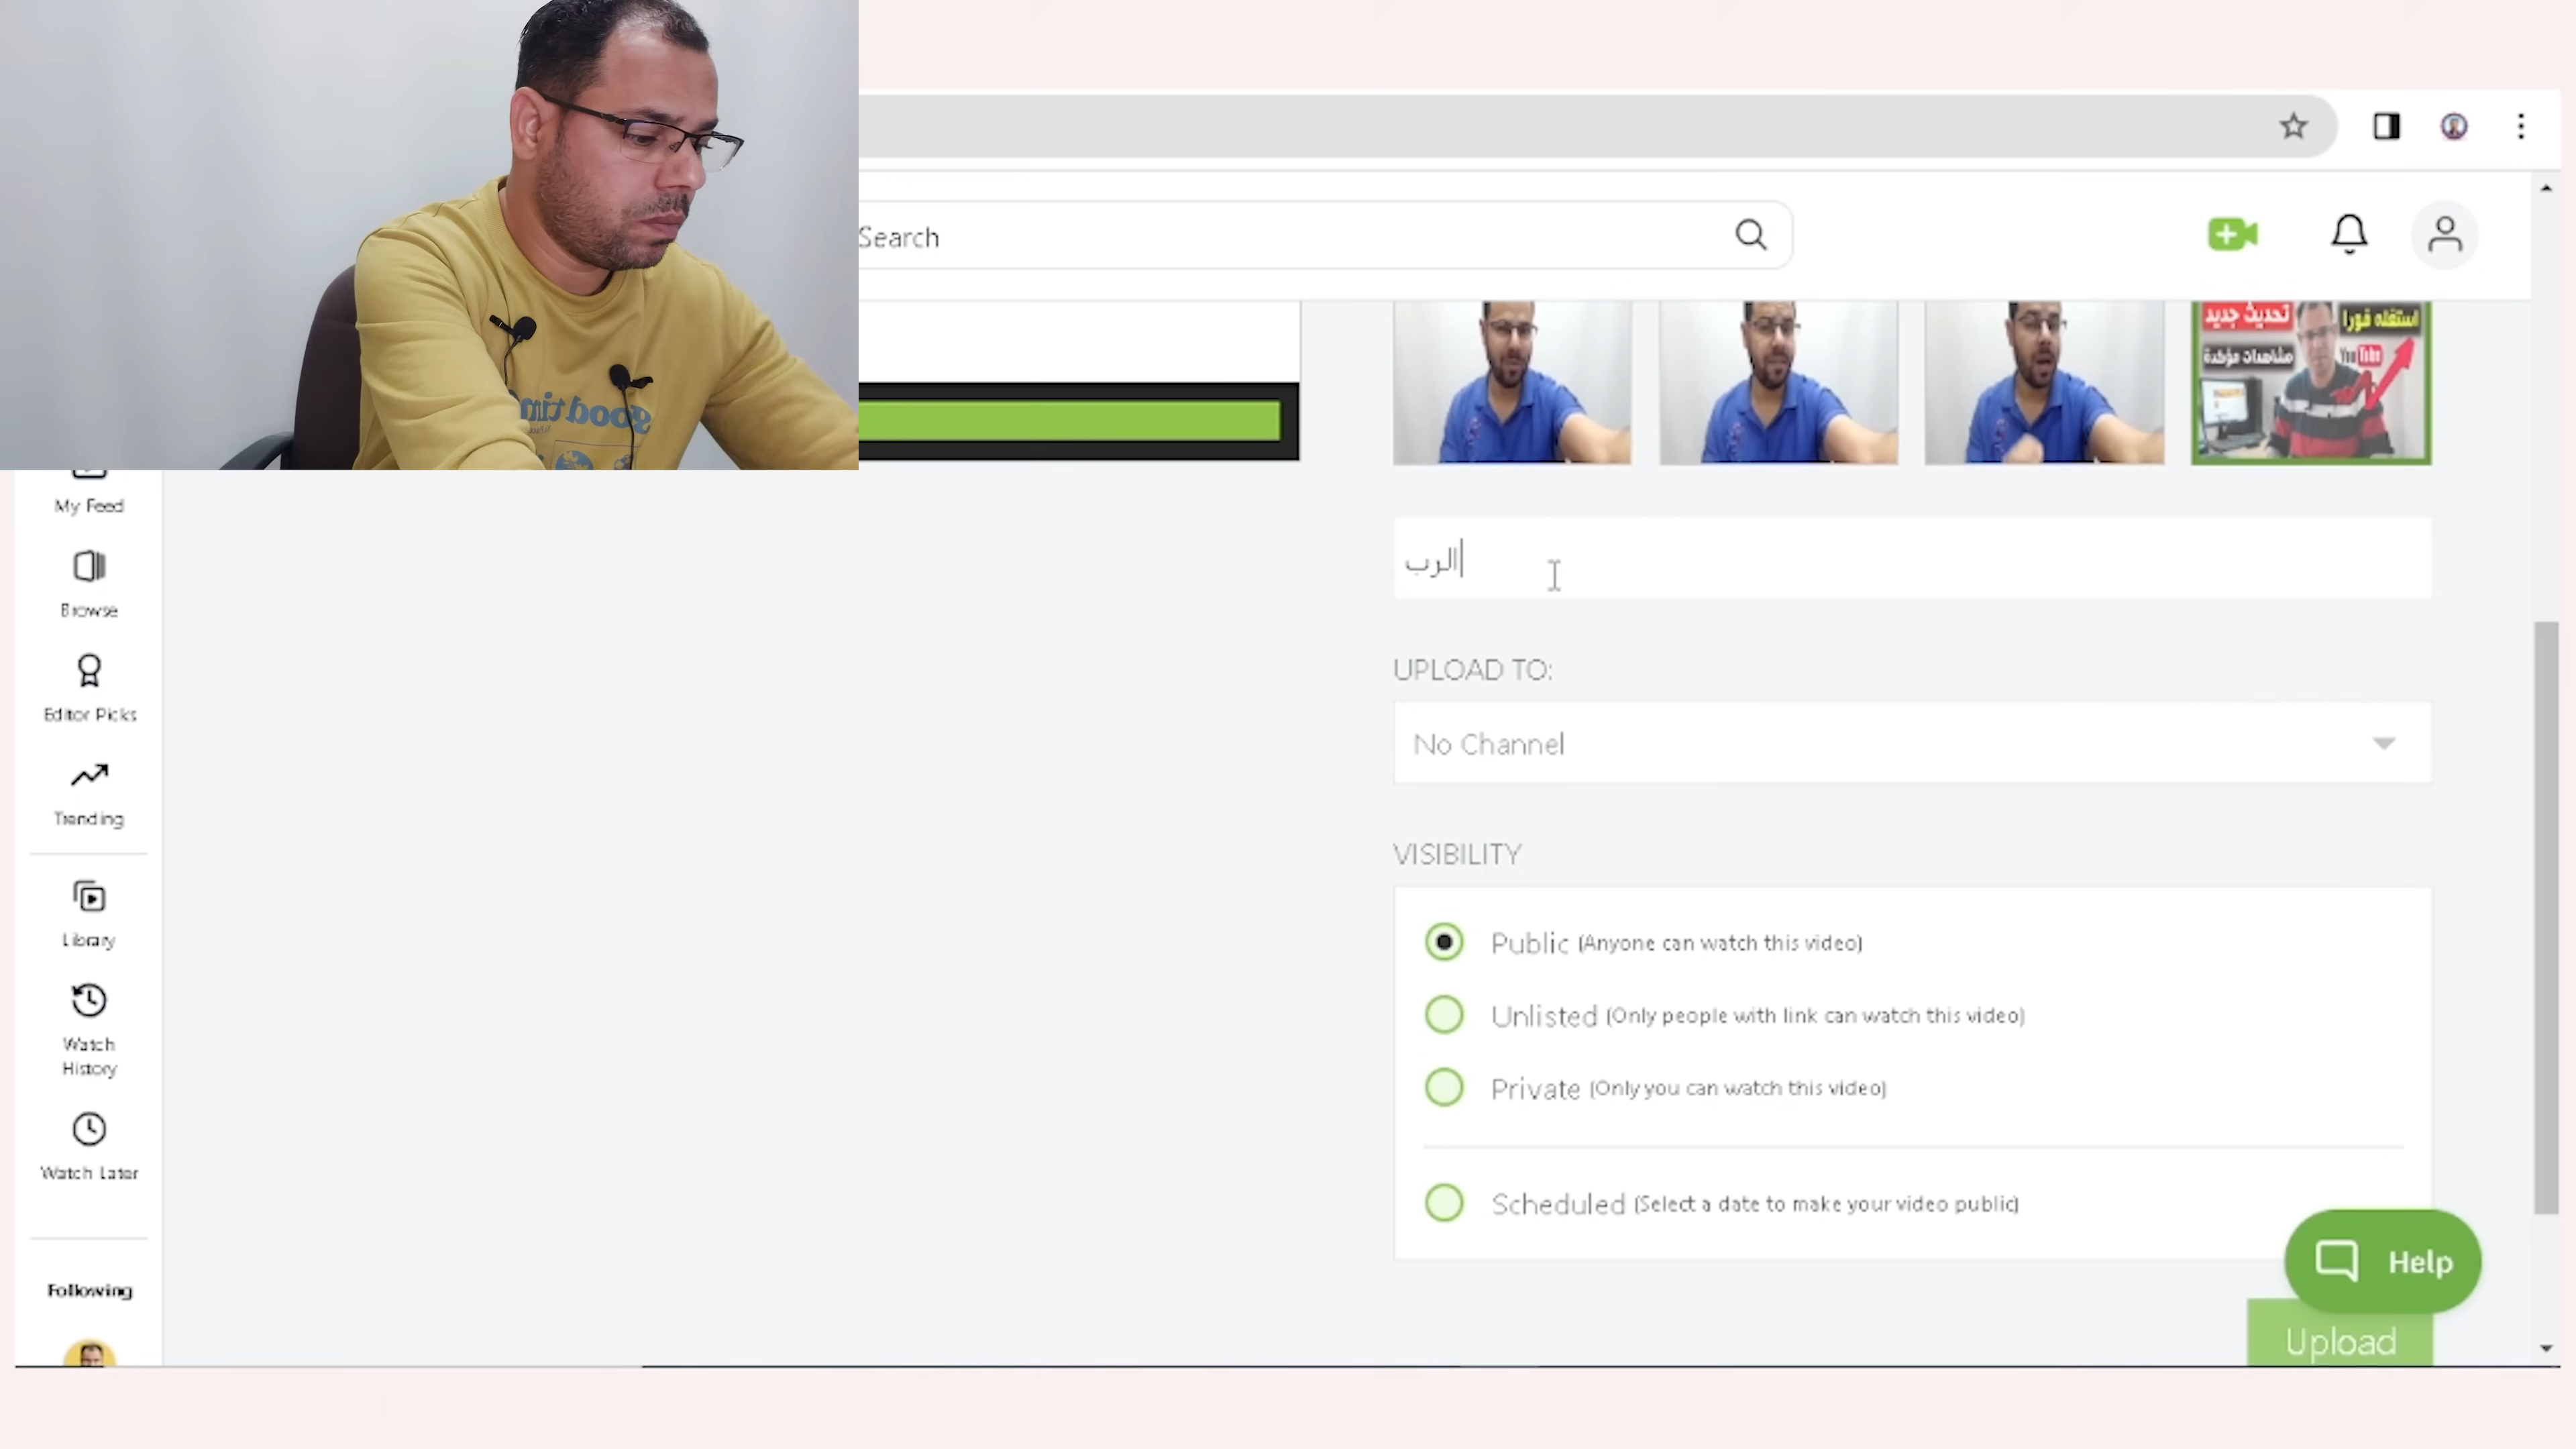 Search
تحديث جديد
استغله فورا
مشاهدات مؤكدة
YouTube
My Feed
Browse
Editor Picks
Trending
Library
Watch
History
Watch Later
Following
الرب
UPLOAD TO:
No Channel
VISIBILITY
Public (Anyone can watch this video)
Unlisted (Only people with link can watch this video)
Private (Only you can watch this video)
Scheduled (Select a date to make your video public)
Help
Upload